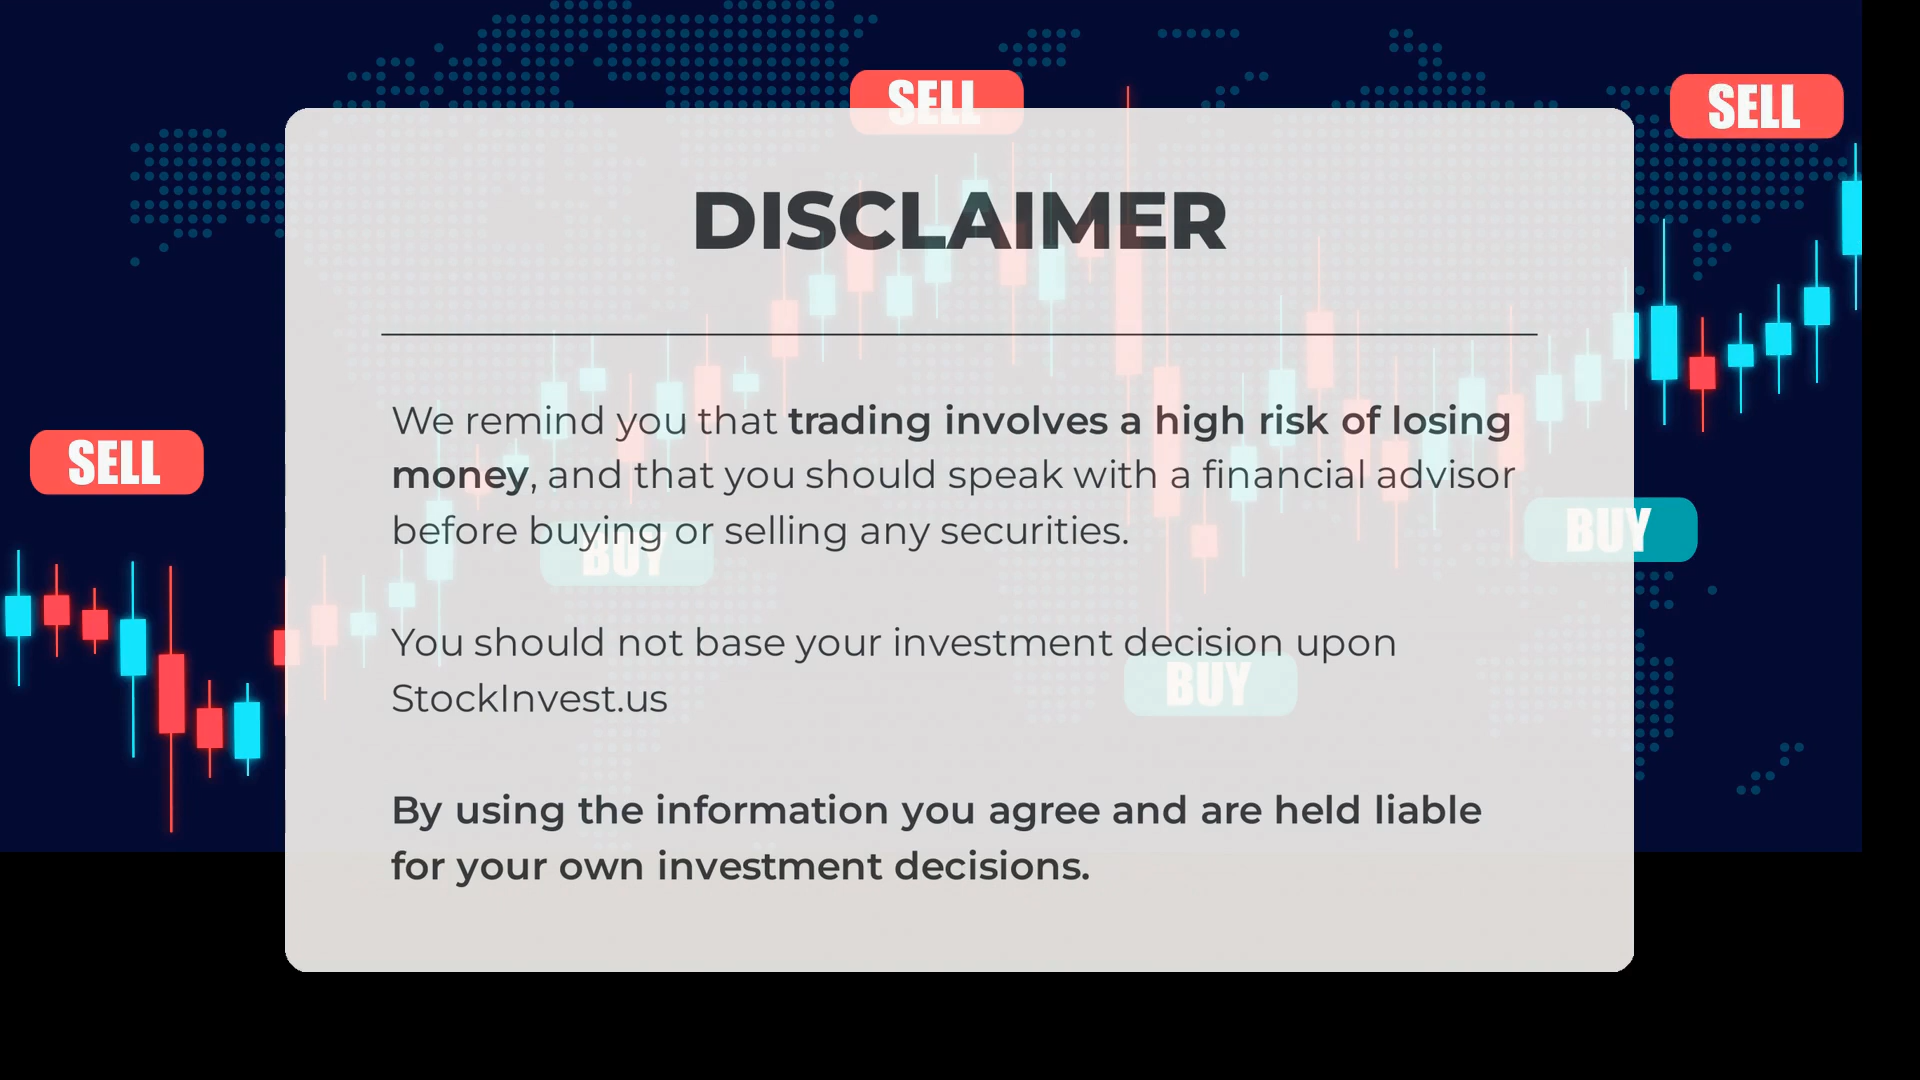 SELL
SELL
DISCLAIMER
We remind you that trading involves a high risk of losing
money, and that you should speak with a financial advisor
before buying or selling any securities.
SELL
BUY
BUY
You should not base your investment decision upon
StockInvest.us
BUY
By using the information you agree and are held liable
for your own investment decisions.